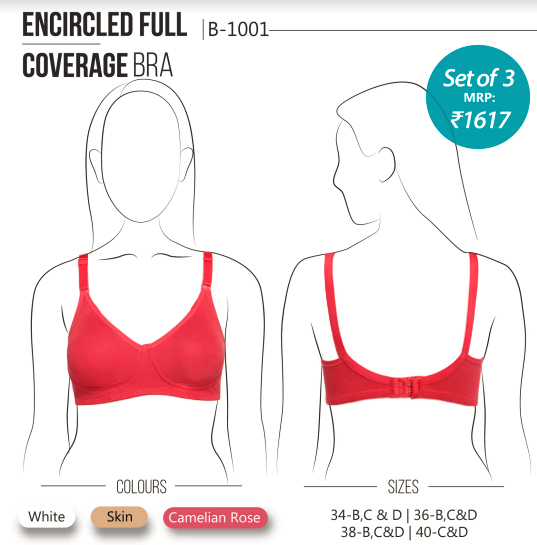 ENCIRCLED FULL | B-1001
COVERAGE BRA
Set of 3
MRP:
₹1617
COLOURS
White Skin Camelian Rose
SIZES
34-B,C & D | 36-B,C&D
38-B,C&D | 40-C&D